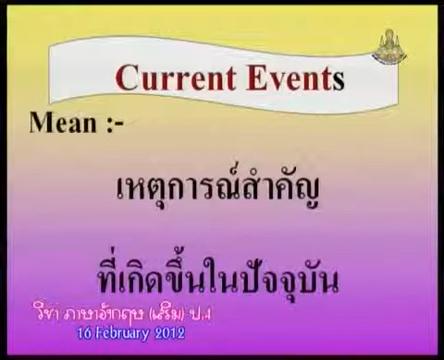 Current Events
Mean :-
เหตุการณ์สำคัญ
ที่เกิดขึ้นในปัจจุบัน
วิชา ภาษาอังกฤษ (เสริม) ป.4
16 February 2012